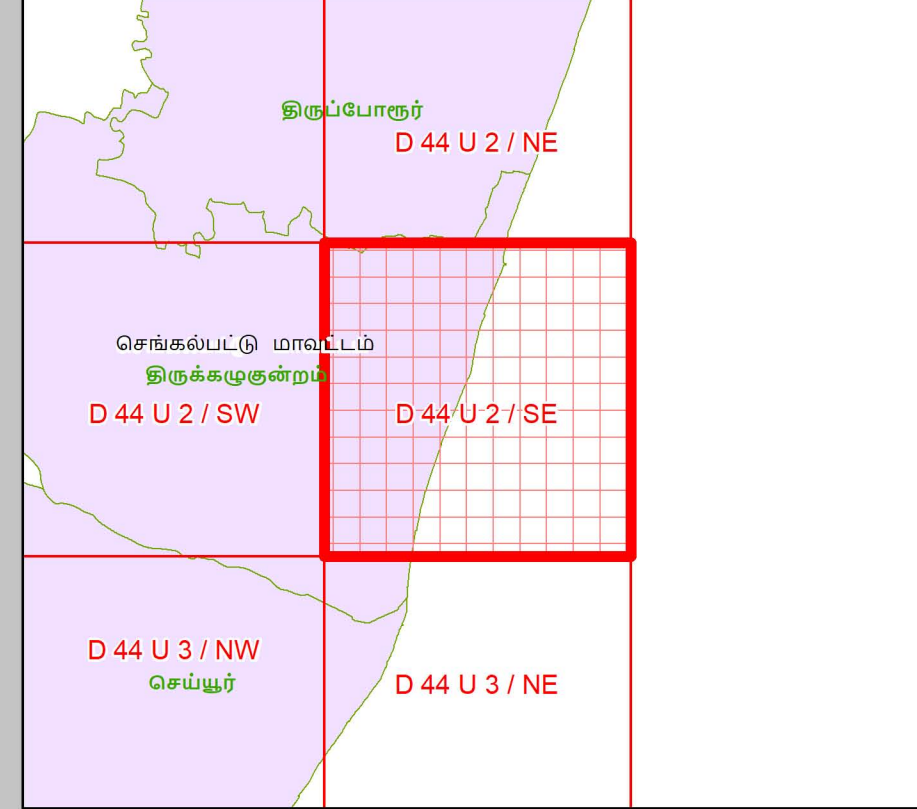 திருப்போரூர்
D 44 U 2 / NE
செங்கல்பட்டு மாவட்டம்
திருக்கழுகுன்றம்
D 44 U 2 / SW
D 44 U 2 / SE
D 44 U 3 / NW
செய்யூர்
D 44 U 3 / NE